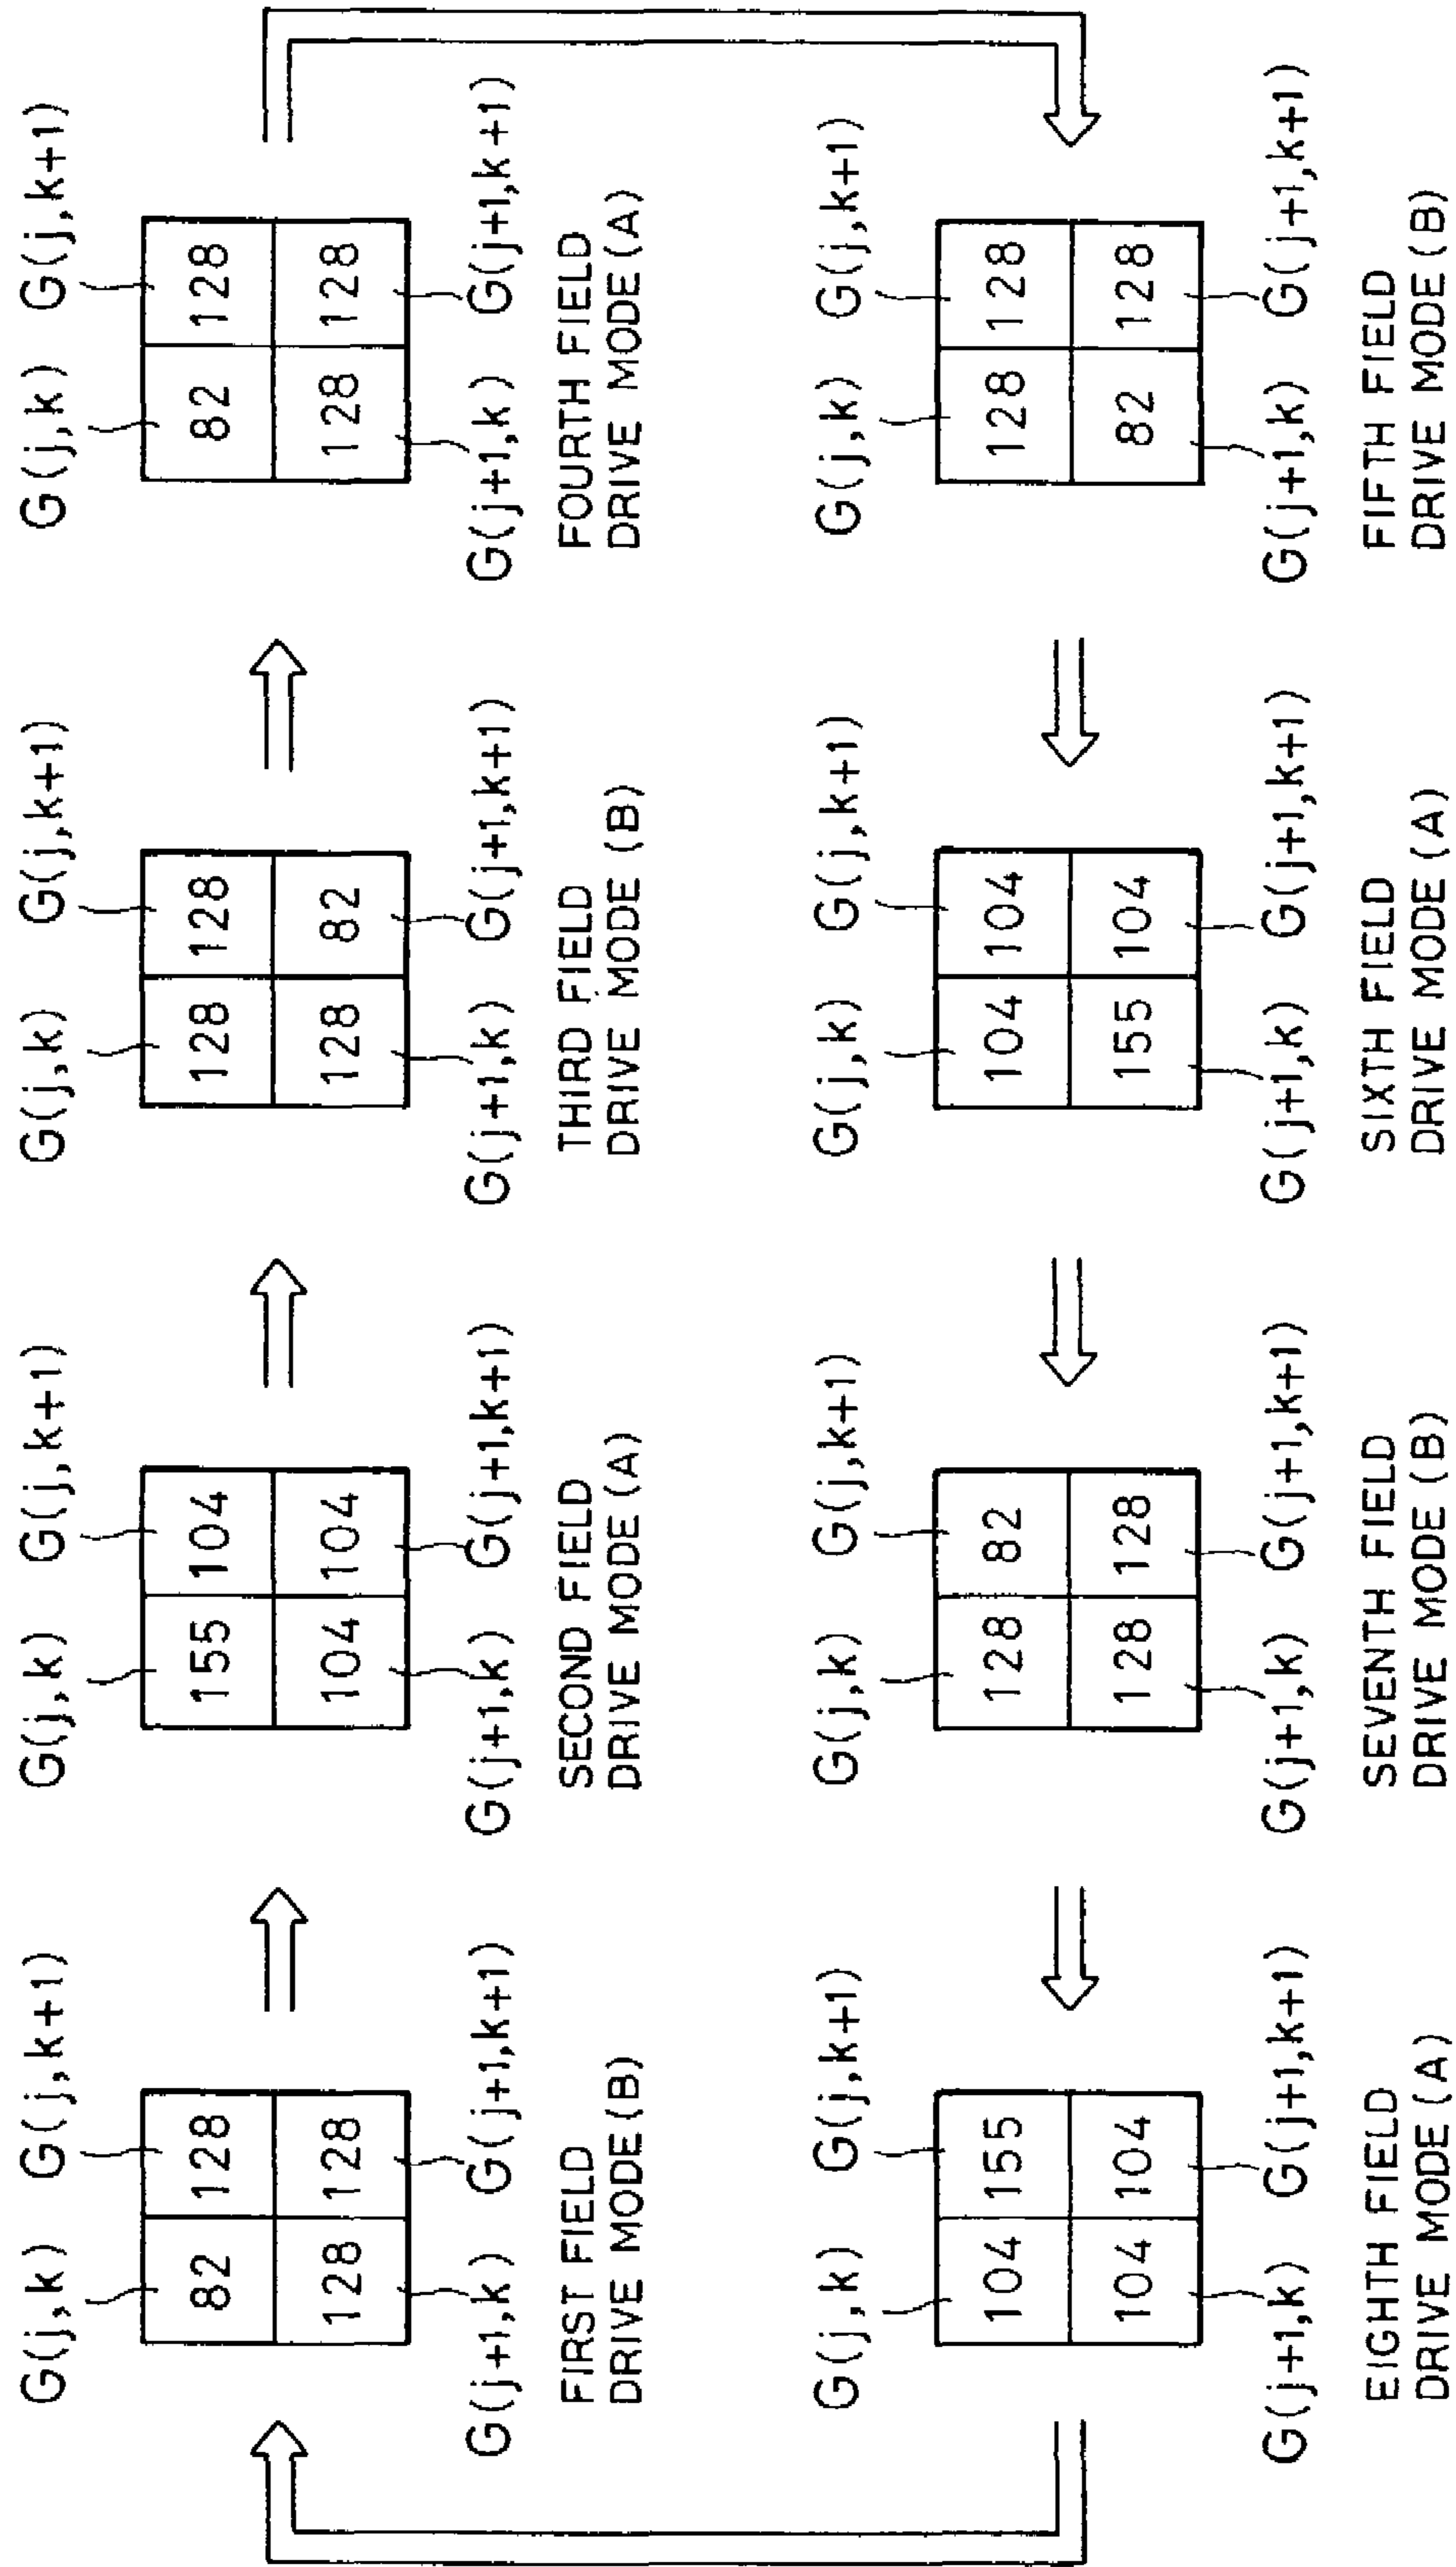 G(j,k) G(j,k+1)
82 128
128 128
G(j+1,k) G(j+1,k+1)
FIRST FIELD
DRIVE MODE (B)
G(j,k) G(j,k+1)
155 104
104 104
G(j+1,k) G(j+1,k+1)
SECOND FIELD
DRIVE MODE (A)
G(j,k) G(j,k+1)
128 128
128 82
G(j+1,k) G(j+1,k+1)
THIRD FIELD
DRIVE MODE (B)
G(j,k) G(j,k+1)
82 128
128 128
G(j+1,k) G(j+1,k+1)
FOURTH FIELD
DRIVE MODE (A)
G(j,k) G(j,k+1)
104 155
104 104
G(j+1,k) G(j+1,k+1)
EIGHTH FIELD
DRIVE MODE (A)
G(j,k) G(j,k+1)
128 82
128 128
G(j+1,k) G(j+1,k+1)
SEVENTH FIELD
DRIVE MODE (B)
G(j,k) G(j,k+1)
104 104
155 104
G(j+1,k) G(j+1,k+1)
SIXTH FIELD
DRIVE MODE (A)
G(j,k) G(j,k+1)
128 128
82 128
G(j+1,k) G(j+1,k+1)
FIFTH FIELD
DRIVE MODE (B)